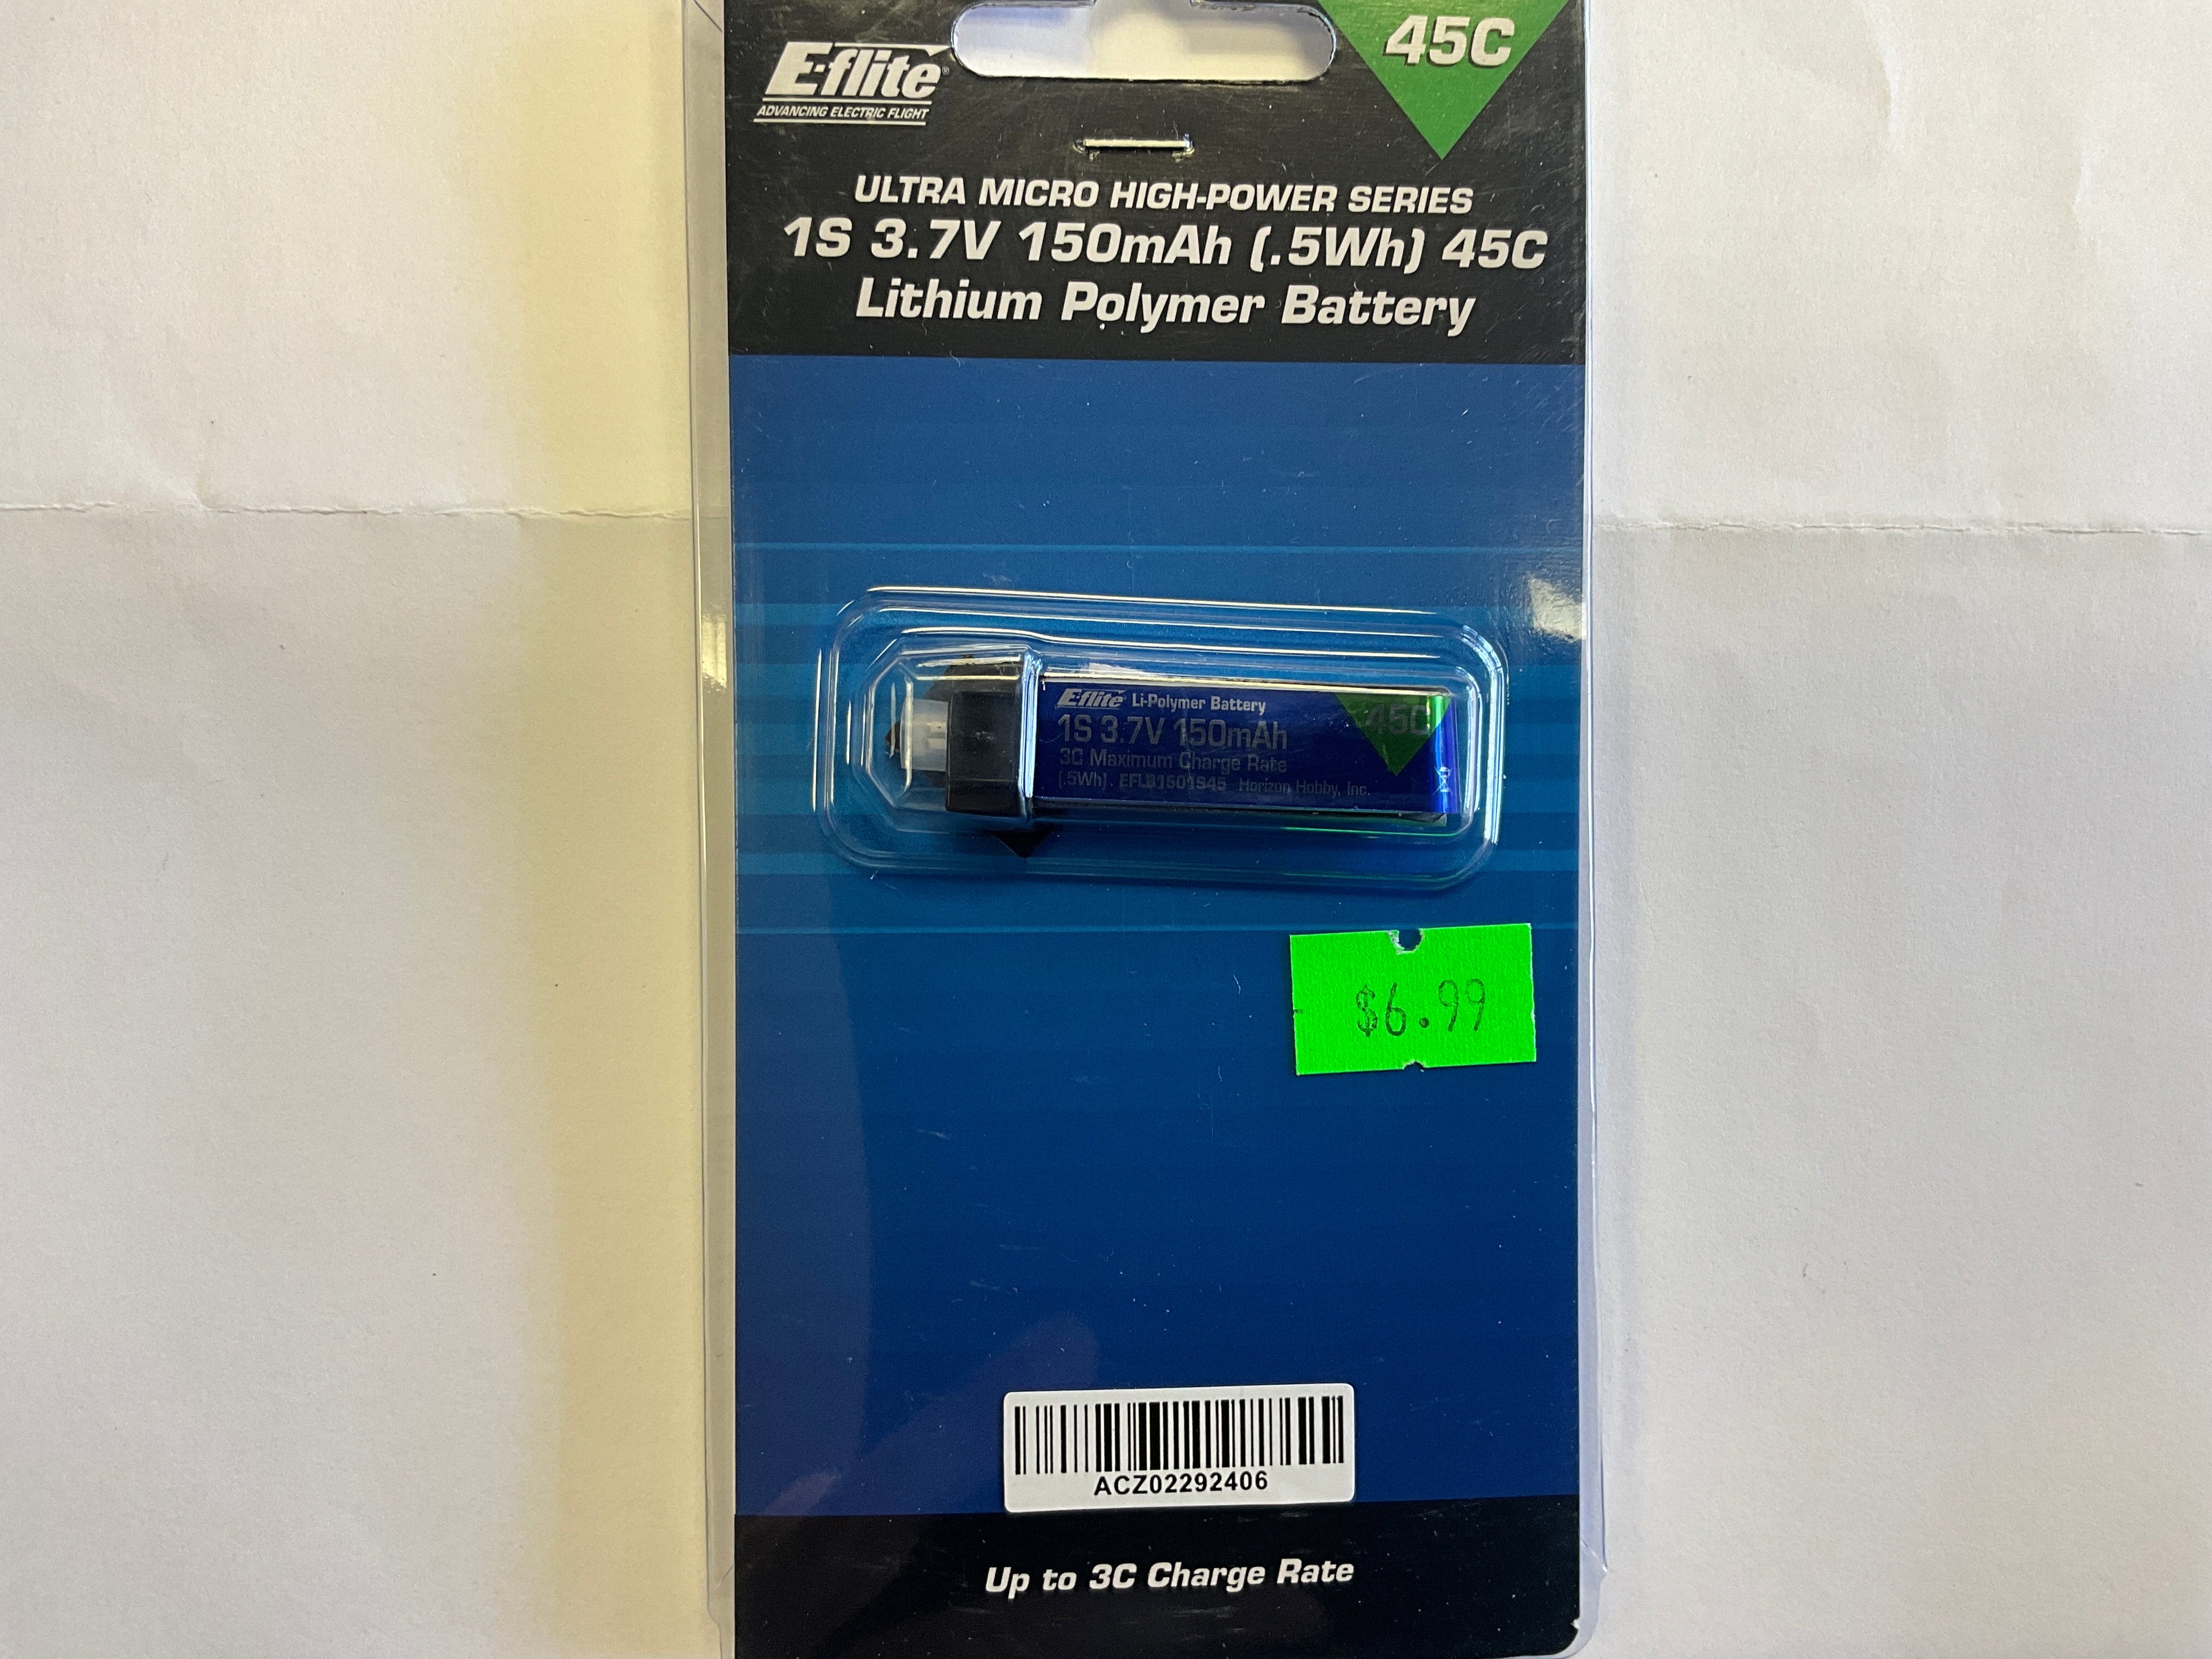 E-flite®
ADVANCING ELECTRIC FLIGHT
45C
ULTRA MICRO HIGH-POWER SERIES
1S 3.7V 150mAh (.5Wh) 45C
Lithium Polymer Battery
E-flite Li-Polymer Battery
45C
1S 3.7V 150mAh
3C Maximum Charge Rate
(.5Wh). EFLB1501S45 Horizon Hobby, Inc.
$6.99
ACZ02292406
Up to 3C Charge Rate